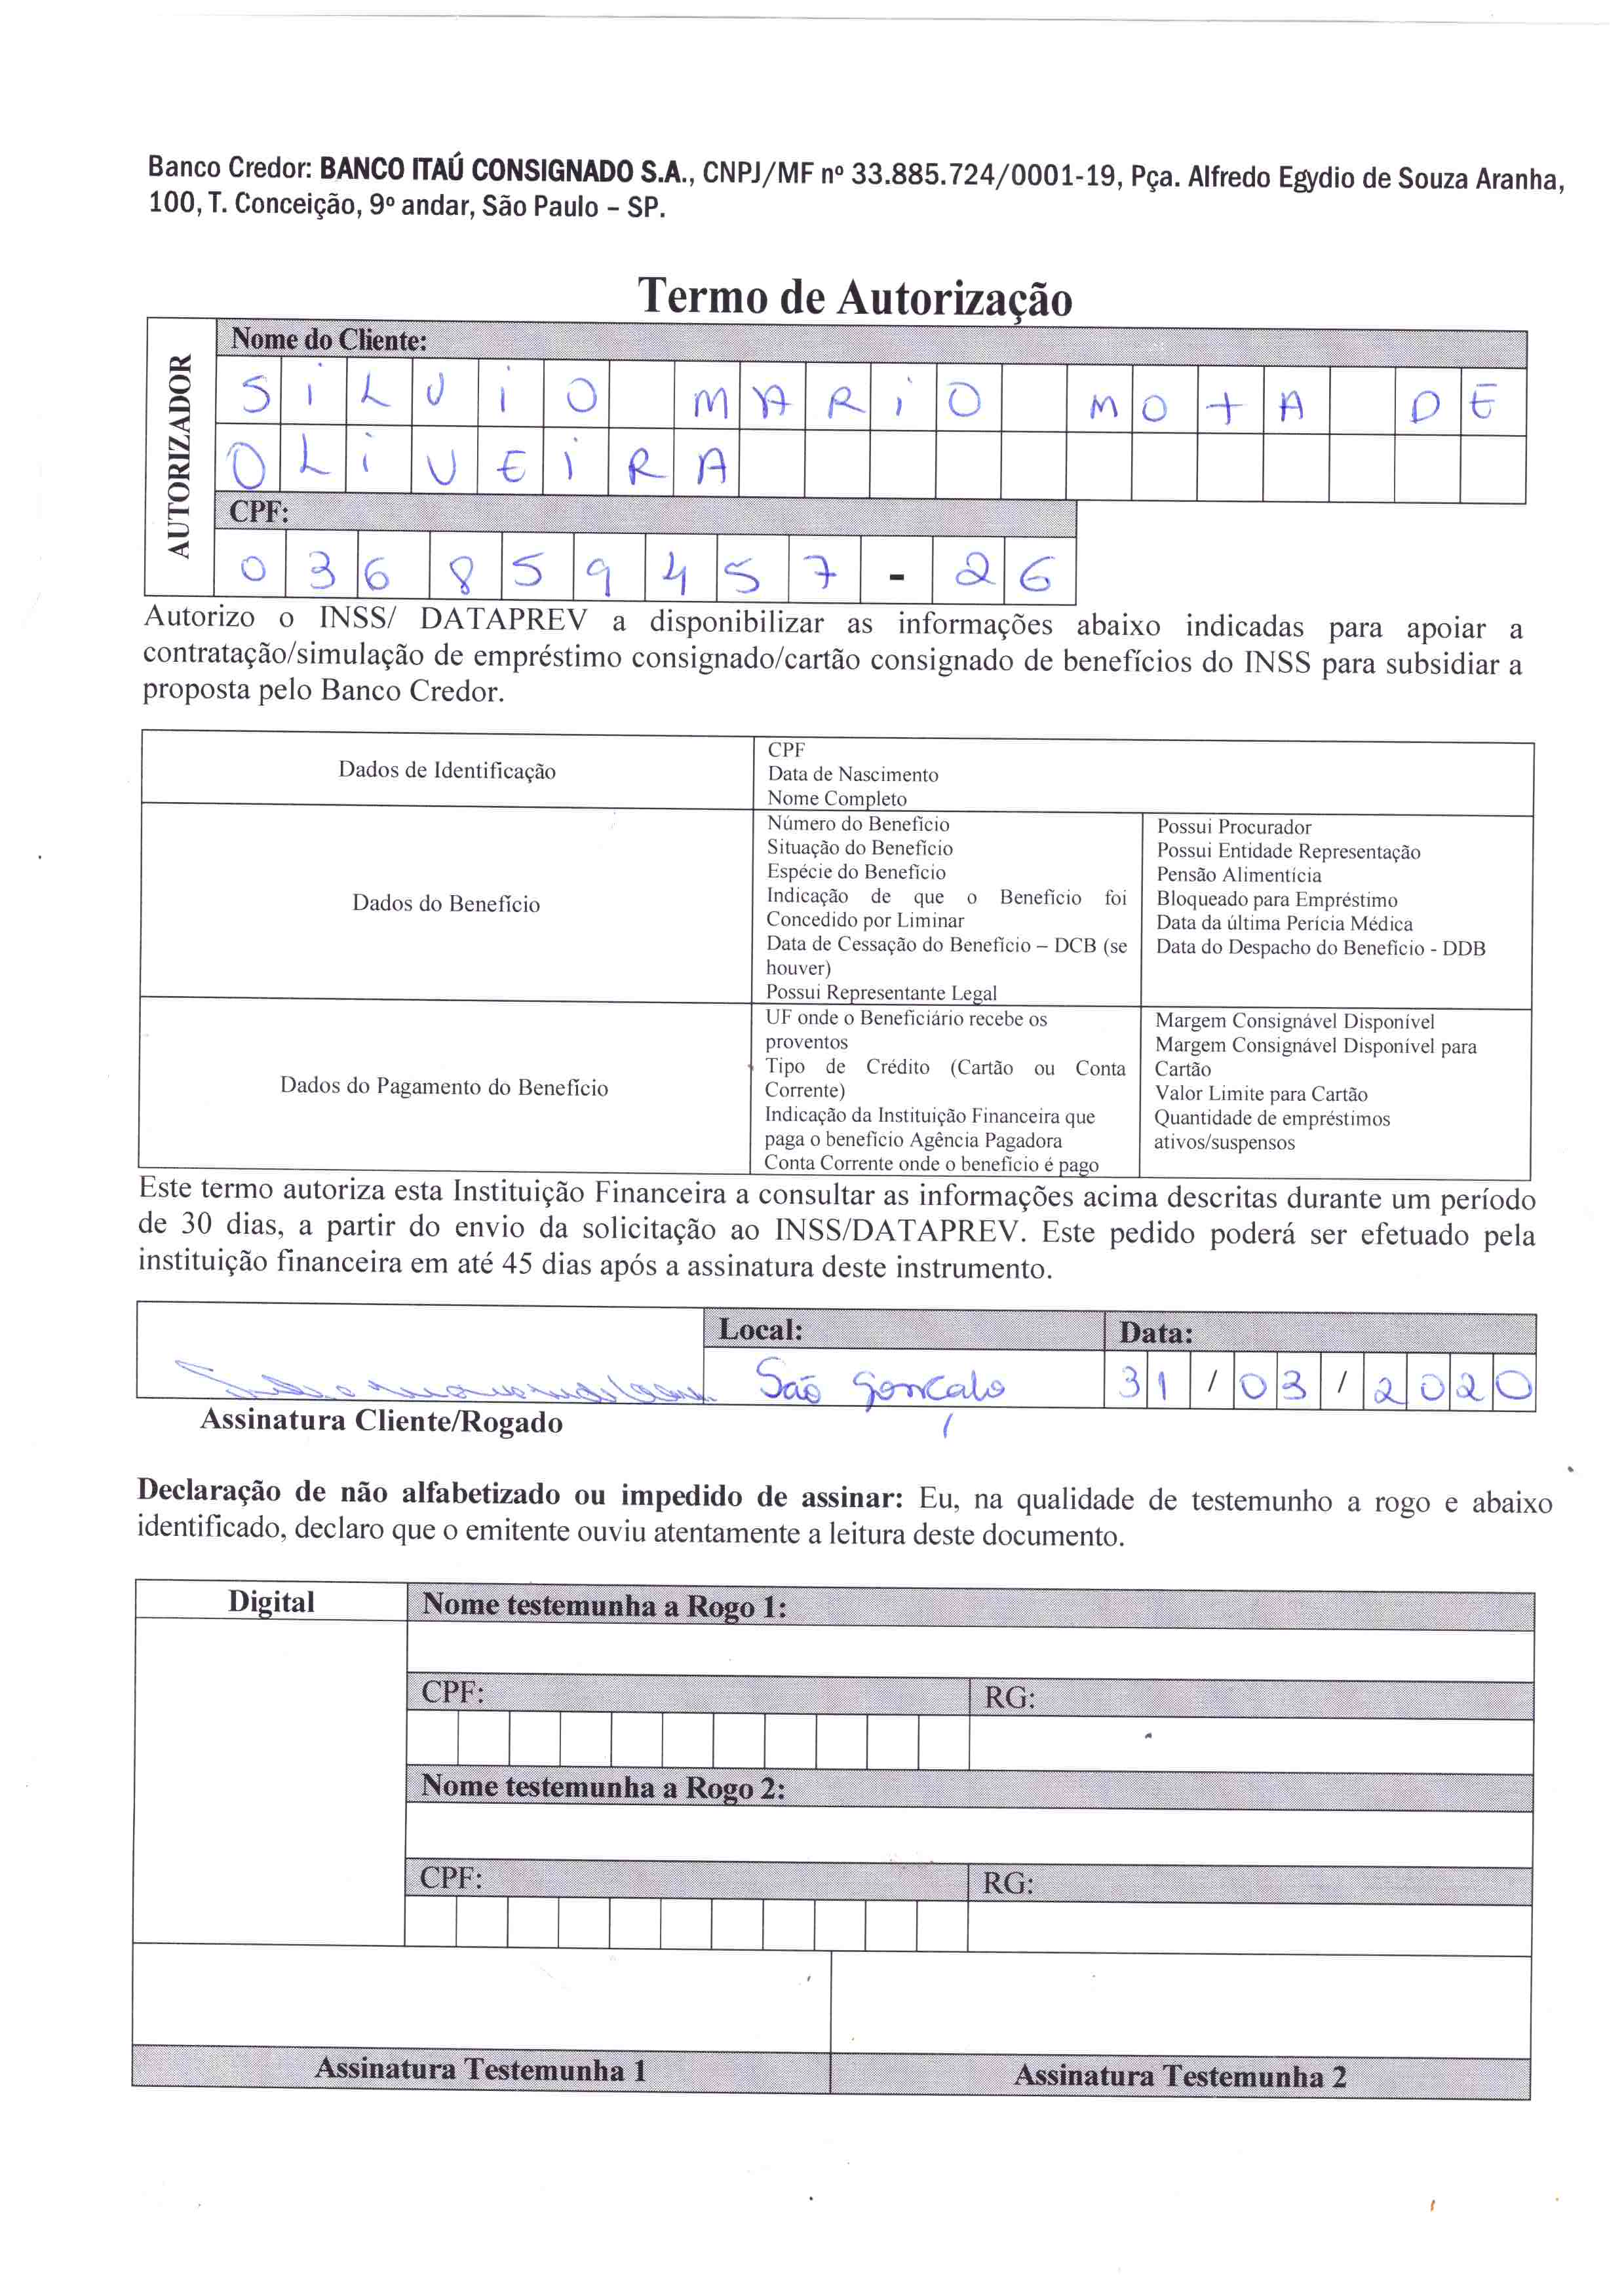 Banco Credor: BANCO ITAÚ CONSIGNADO S.A., CNPJ/MF nº 33.885.724/0001-19, Pça. Alfredo Egydio de Souza Aranha,
100, T. Conceição, 9º andar, São Paulo – SP.
Termo de Autorização
AUTORIZADOR
Nome do Cliente:
SiLViO MARiO MOTA DE
OLiVEiRA
CPF:
036859457-26
Autorizo o INSS/ DATAPREV a disponibilizar as informações abaixo indicadas para apoiar a
contratação/simulação de empréstimo consignado/cartão consignado de benefícios do INSS para subsidiar a
proposta pelo Banco Credor.
Dados de Identificação
CPF
Data de Nascimento
Nome Completo
Dados do Benefício
Número do Benefício
Situação do Benefício
Espécie do Benefício
Indicação de que o Benefício foi
Concedido por Liminar
Data de Cessação do Benefício – DCB (se
houver)
Possui Representante Legal
Possui Procurador
Possui Entidade Representação
Pensão Alimentícia
Bloqueado para Empréstimo
Data da última Perícia Médica
Data do Despacho do Benefício - DDB
Dados do Pagamento do Benefício
UF onde o Beneficiário recebe os
proventos
Tipo de Crédito (Cartão ou Conta
Corrente)
Indicação da Instituição Financeira que
paga o benefício Agência Pagadora
Conta Corrente onde o benefício é pago
Margem Consignável Disponível
Margem Consignável Disponível para
Cartão
Valor Limite para Cartão
Quantidade de empréstimos
ativos/suspensos
Este termo autoriza esta Instituição Financeira a consultar as informações acima descritas durante um período
de 30 dias, a partir do envio da solicitação ao INSS/DATAPREV. Este pedido poderá ser efetuado pela
instituição financeira em até 45 dias após a assinatura deste instrumento.
Local:
Data:
São Gonçalo
31/03/2020
Assinatura Cliente/Rogado
Declaração de não alfabetizado ou impedido de assinar: Eu, na qualidade de testemunho a rogo e abaixo
identificado, declaro que o emitente ouviu atentamente a leitura deste documento.
Digital
Nome testemunha a Rogo 1:
CPF:
RG:
Nome testemunha a Rogo 2:
CPF:
RG:
Assinatura Testemunha 1
Assinatura Testemunha 2